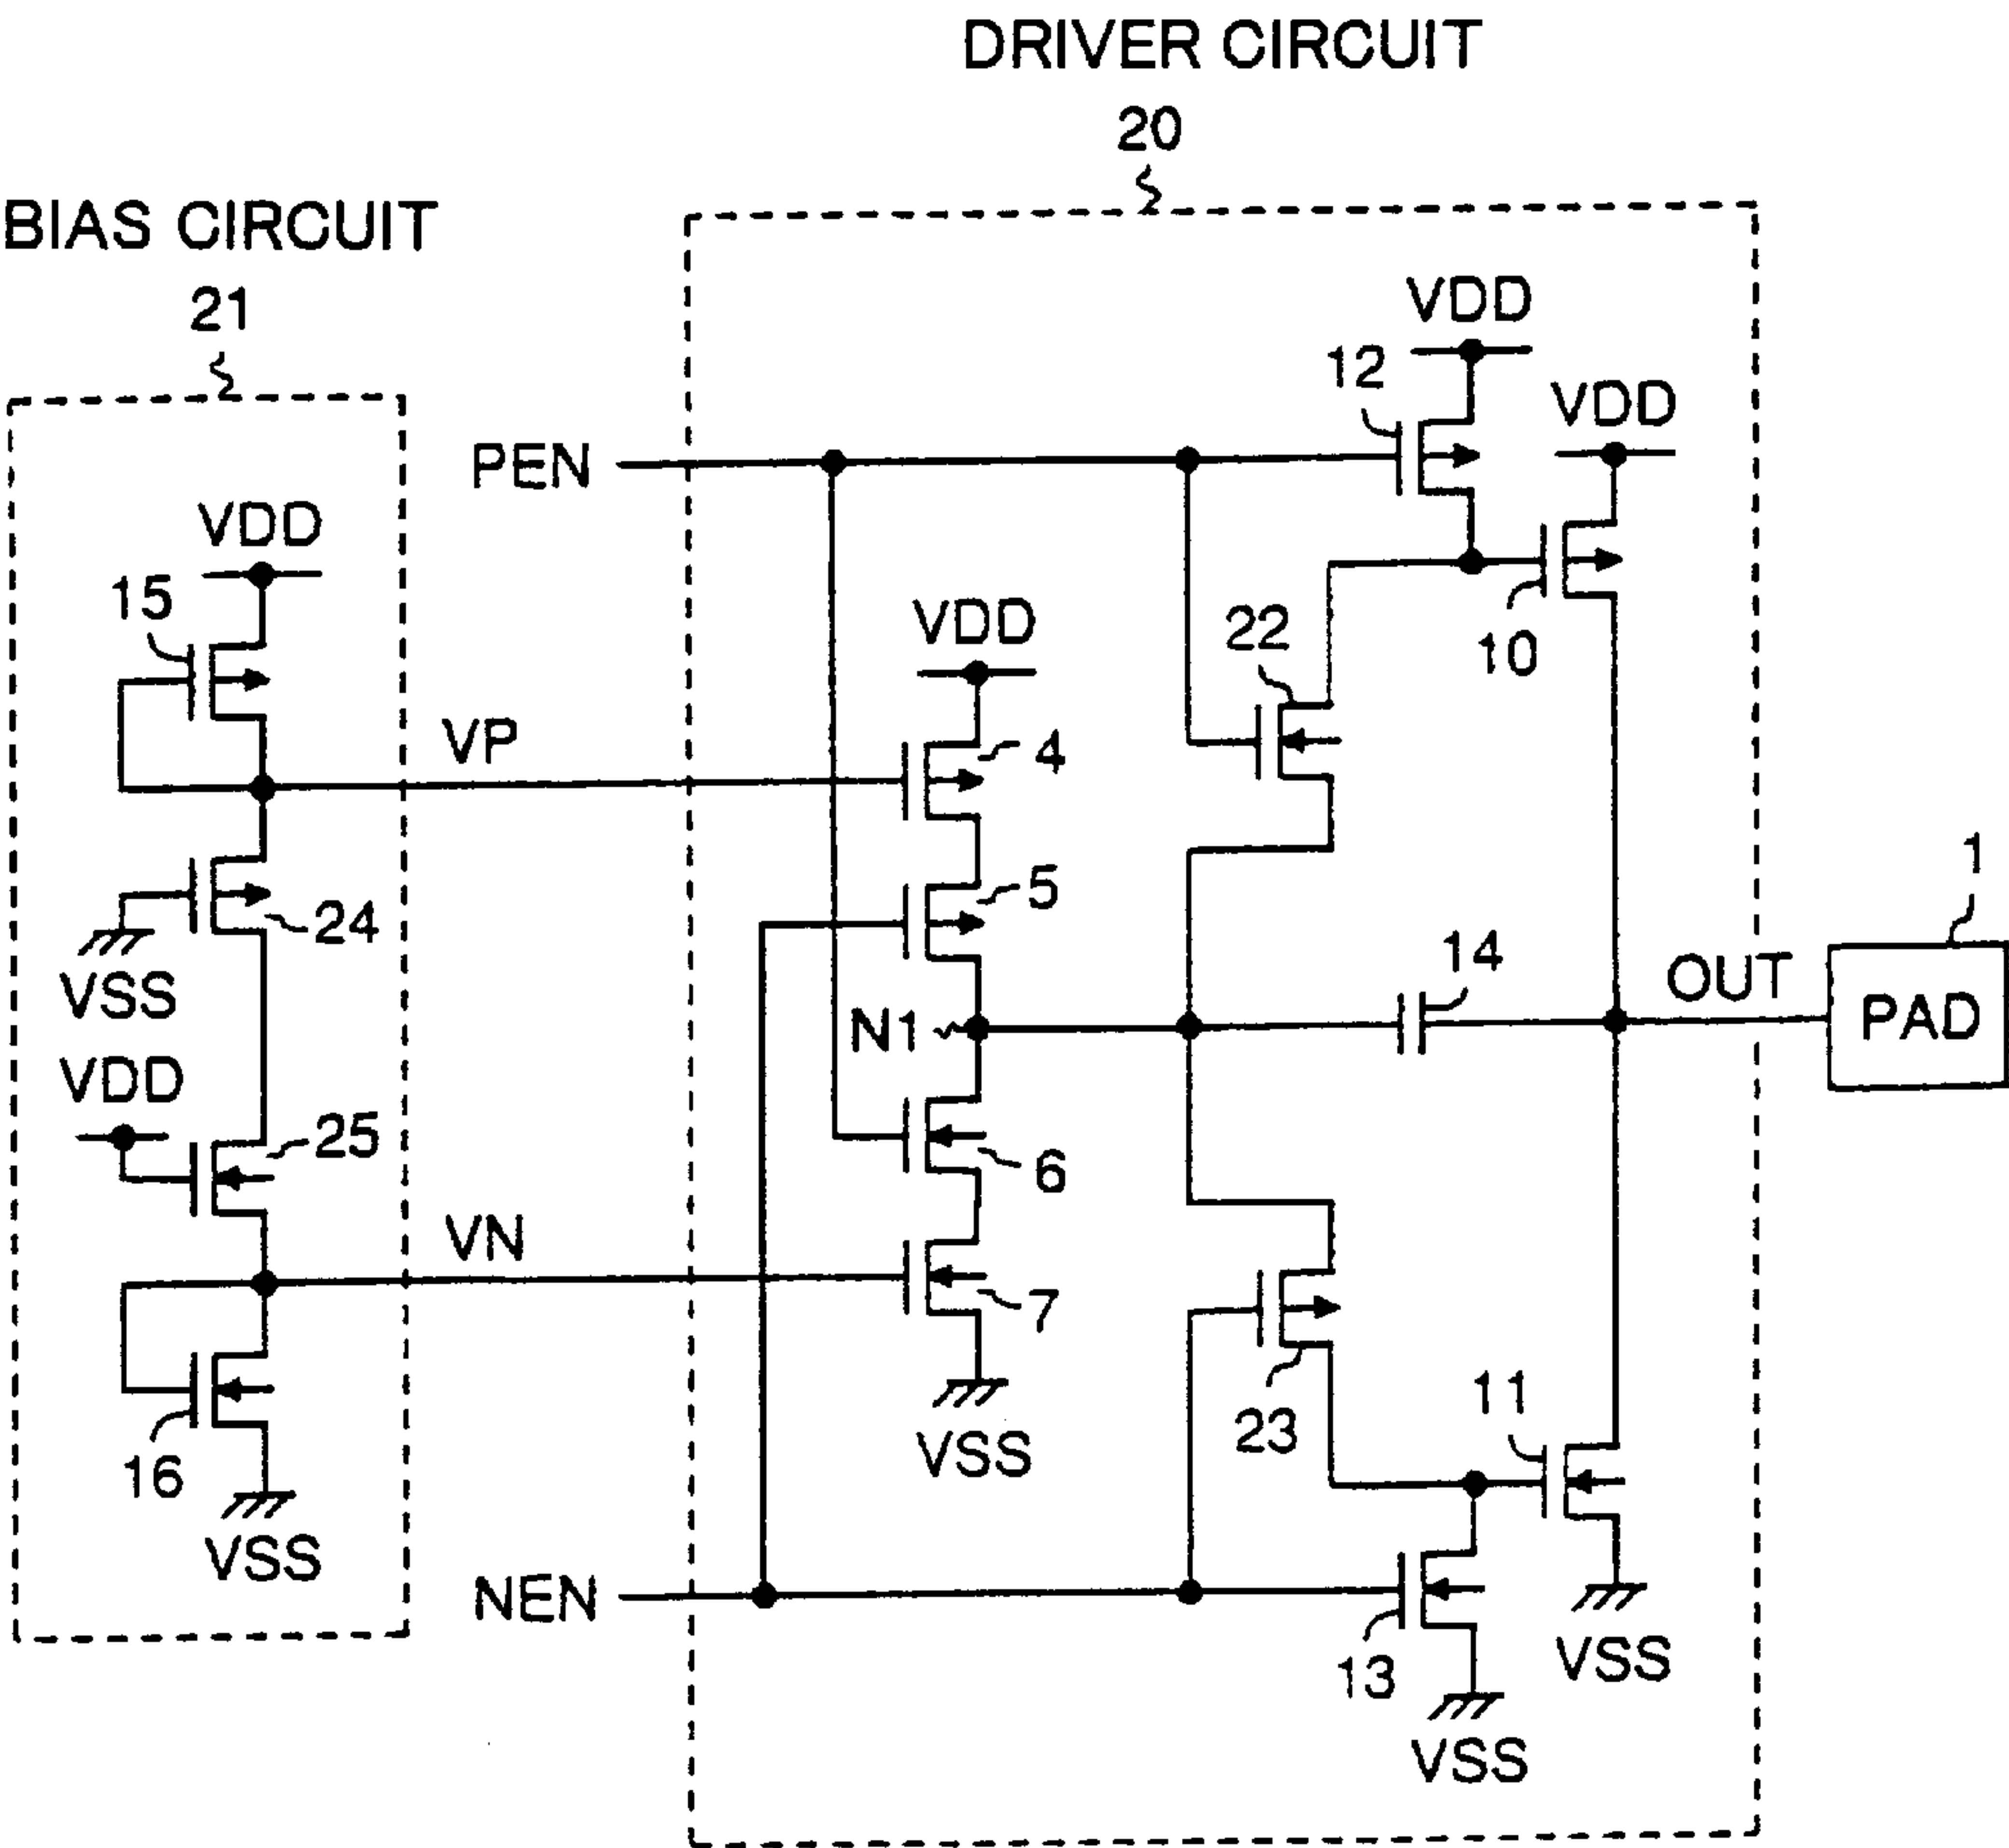 DRIVER CIRCUIT
20
BIAS CIRCUIT
21
VDD
12
VDD
PEN
VDD
15
10
22
VDD
VP
4
5
24
VSS
14
1
OUT
PAD
N1
VDD
25
6
VN
7
23
11
16
VSS
VSS
NEN
13
VSS
VSS